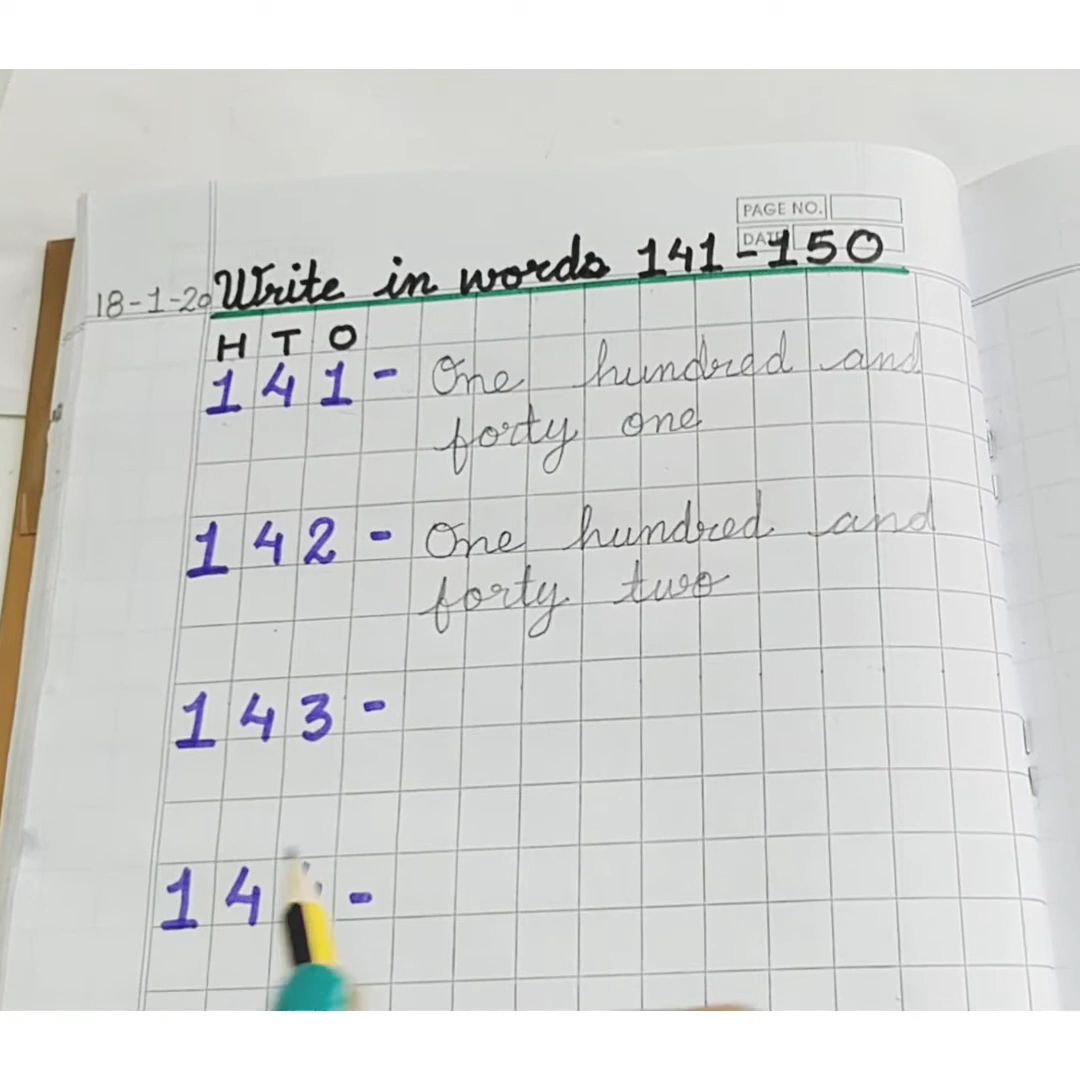 PAGE NO.
Write in words 141-150
18-1-20
H T O
141- One hundred and
forty one
142- One hundred and
forty two
143-
14 -